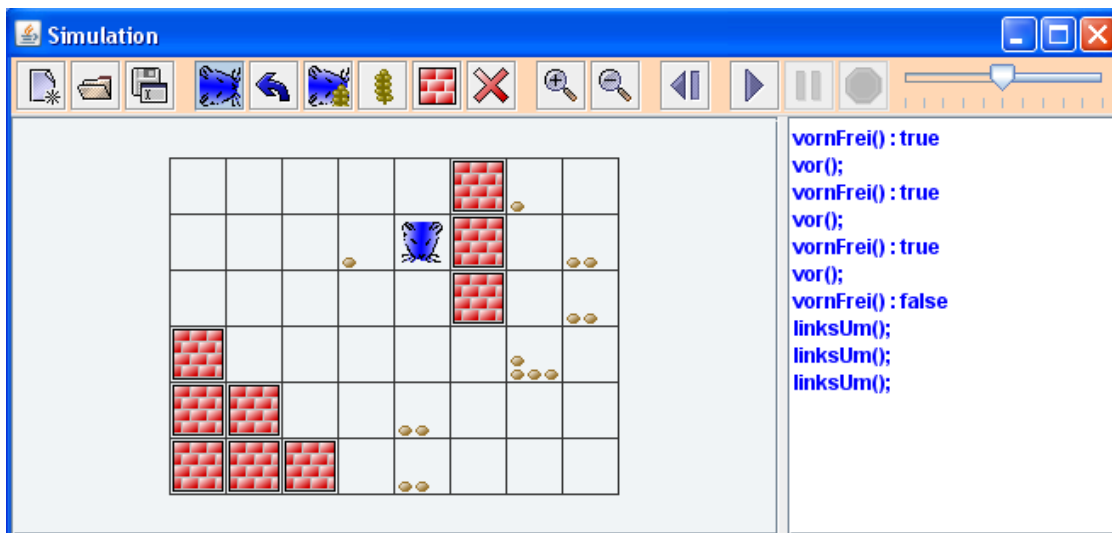 Simulation
vornFrei() : true
vor();
vornFrei() : true
vor();
vornFrei() : true
vor();
vornFrei() : false
linksUm();
linksUm();
linksUm();